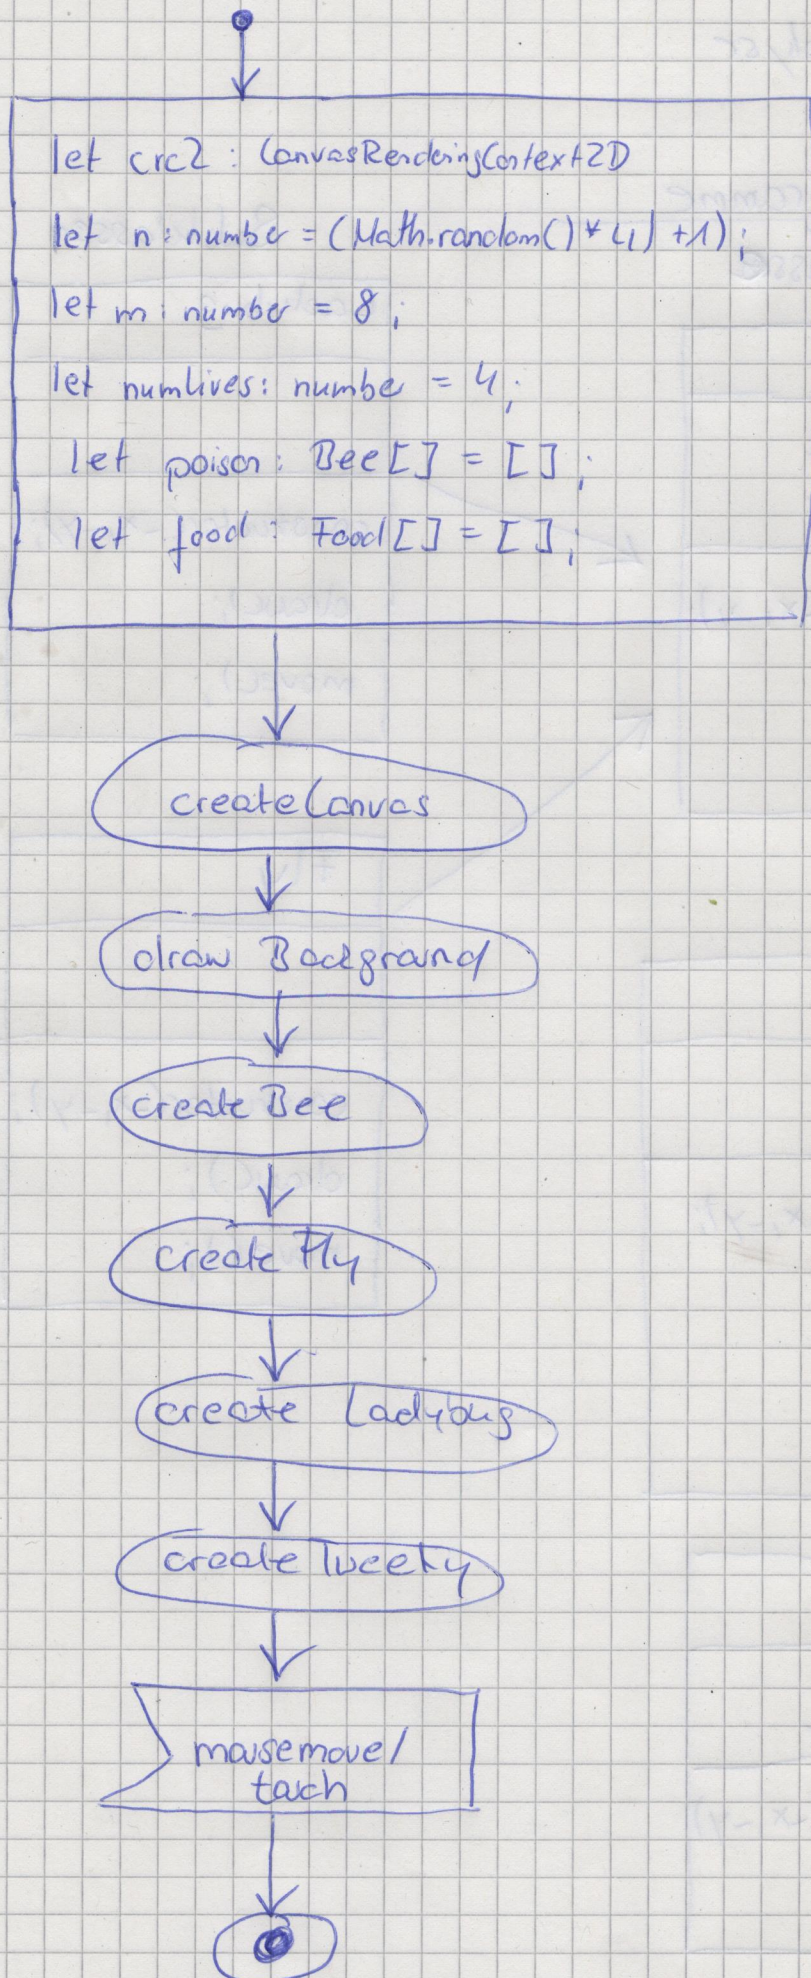 let crc2 : CanvasRenderingContext2D
let n : number = (Math.random() * 4) + 1) ;
let m : number = 8 ;
let numLives : number = 4 ;
let poison : Bee [] = [] ;
let food : Food [] = [] ;
createCanvas
draw Background
create Bee
create Fly
create Ladybug
create Tweety
mousemove/
touch